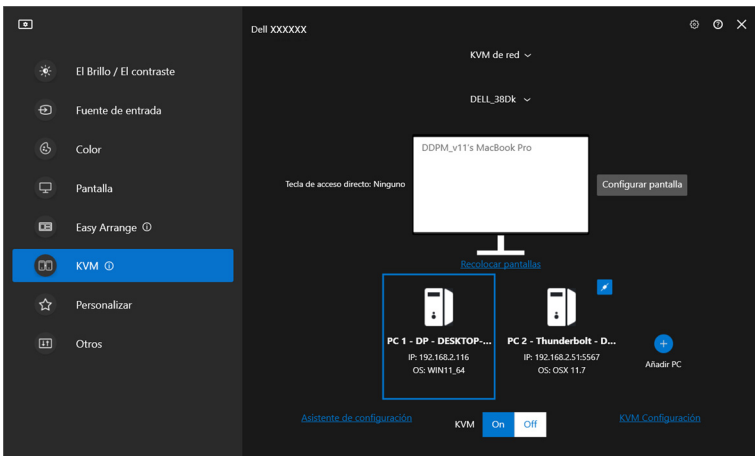 Dell XXXXXX
El Brillo / El contraste
Fuente de entrada
Color
Pantalla
Easy Arrange
KVM
Personalizar
Otros
KVM de red
DELL_38Dk
DDPM_v11's MacBook Pro
Tecla de acceso directo: Ninguno
Configurar pantalla
Recolocar pantallas
PC 1 - DP - DESKTOP-...
IP: 192.168.2.116
OS: WIN11_64
PC 2 - Thunderbolt - D...
IP: 192.168.2.51:5567
OS: OSX 11.7
Añadir PC
Asistente de configuración
KVM On Off
KVM Configuración